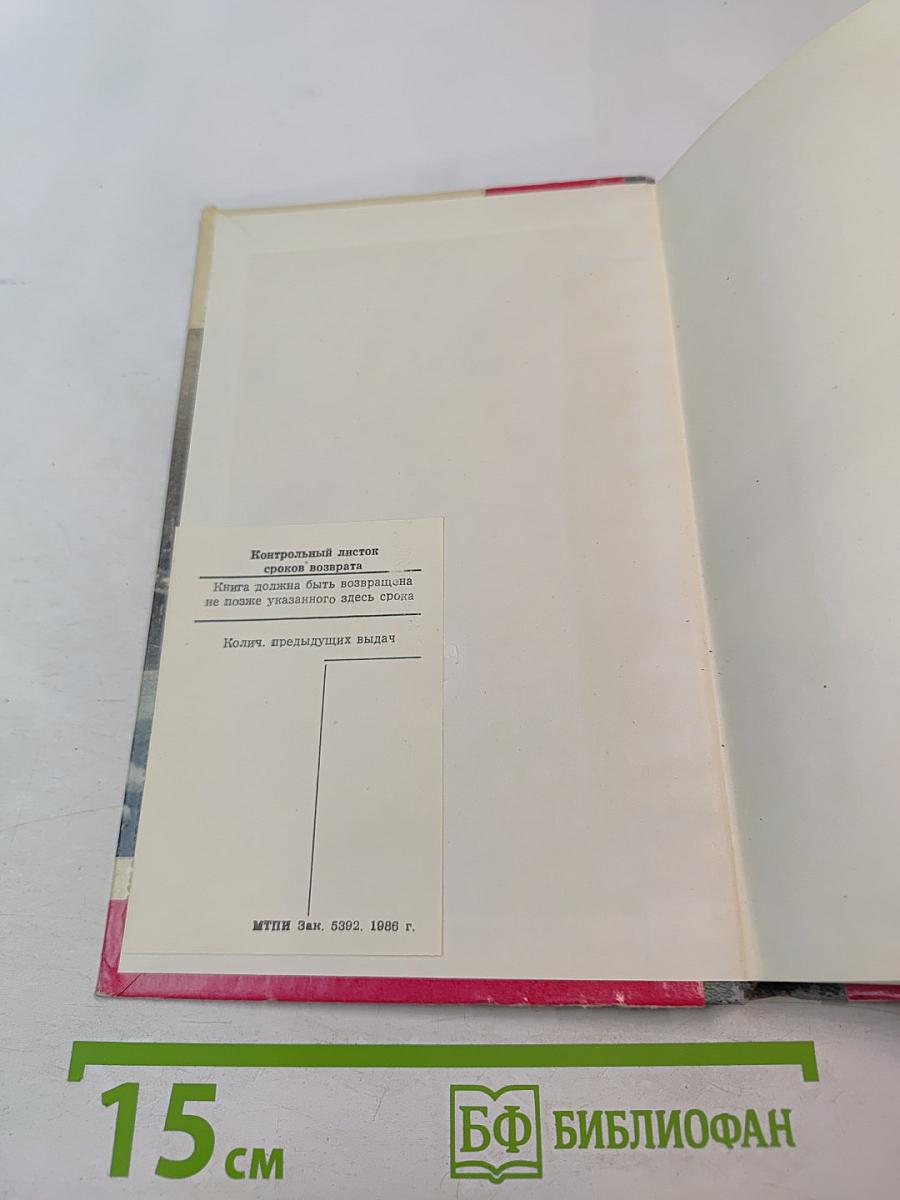 Контрольный листок
сроков возврата
Книга должна быть возвращена
не позже указанного здесь срока
Колич. предыдущих выдач
МТПИ Зак. 5392. 1986 г.
15 см
БФ БИБЛИОФАН